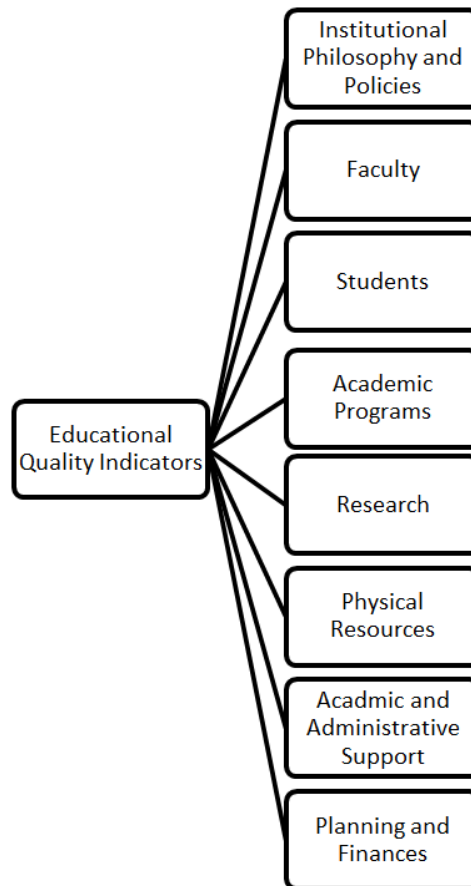 Institutional
Philosophy and
Policies
Faculty
Students
Academic
Programs
Educational
Quality Indicators
Research
Physical
Resources
Acadmic and
Administrative
Support
Planning and
Finances